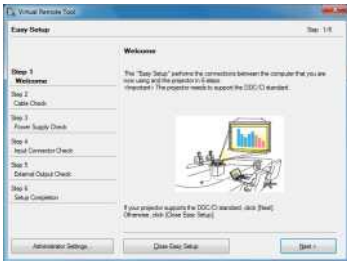 Virtual Remote Tool
Easy Setup
Step 1/6
Welcome
Step 1
Welcome
The "Easy Setup" performs the connections between the computer that you are
now using and the projector in 6 steps.
<Important> The projector needs to support the DDC/CI standard.
Step 2
Cable Check
Step 3
Power Supply Check
Step 4
Input Connector Check
Step 5
External Output Check
Step 6
Setup Completion
If your projector supports the DDC/CI standard, click [Next].
Otherwise, click [Close Easy Setup].
Administrator Settings...
Close Easy Setup
Next >